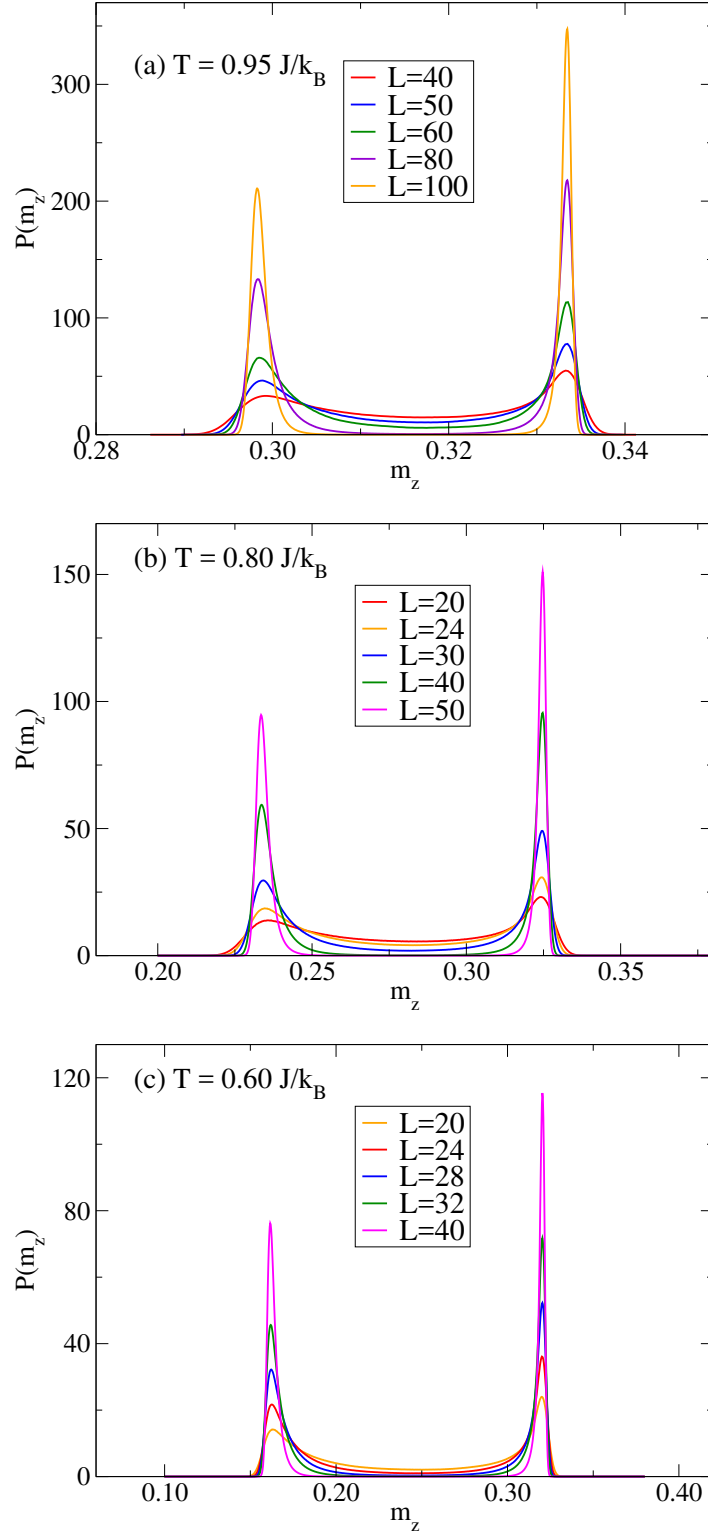 (a) T = 0.95 J/k_B
L=40
L=50
L=60
L=80
L=100
300
200
100
0
P(m_z)
0.28 0.30 0.32 0.34
m_z
(b) T = 0.80 J/k_B
L=20
L=24
L=30
L=40
L=50
150
100
50
0
P(m_z)
0.20 0.25 0.30 0.35
m_z
(c) T = 0.60 J/k_B
L=20
L=24
L=28
L=32
L=40
120
80
40
0
P(m_z)
0.10 0.20 0.30 0.40
m_z